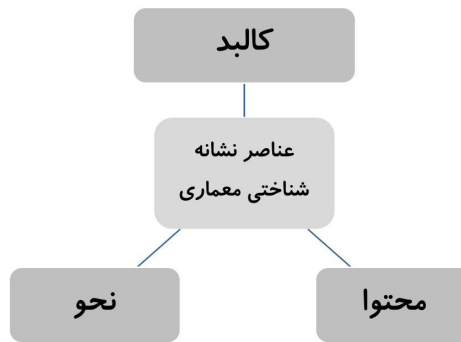 کالبد
عناصر نشانه
شناختی معماری
محتوا
نحو